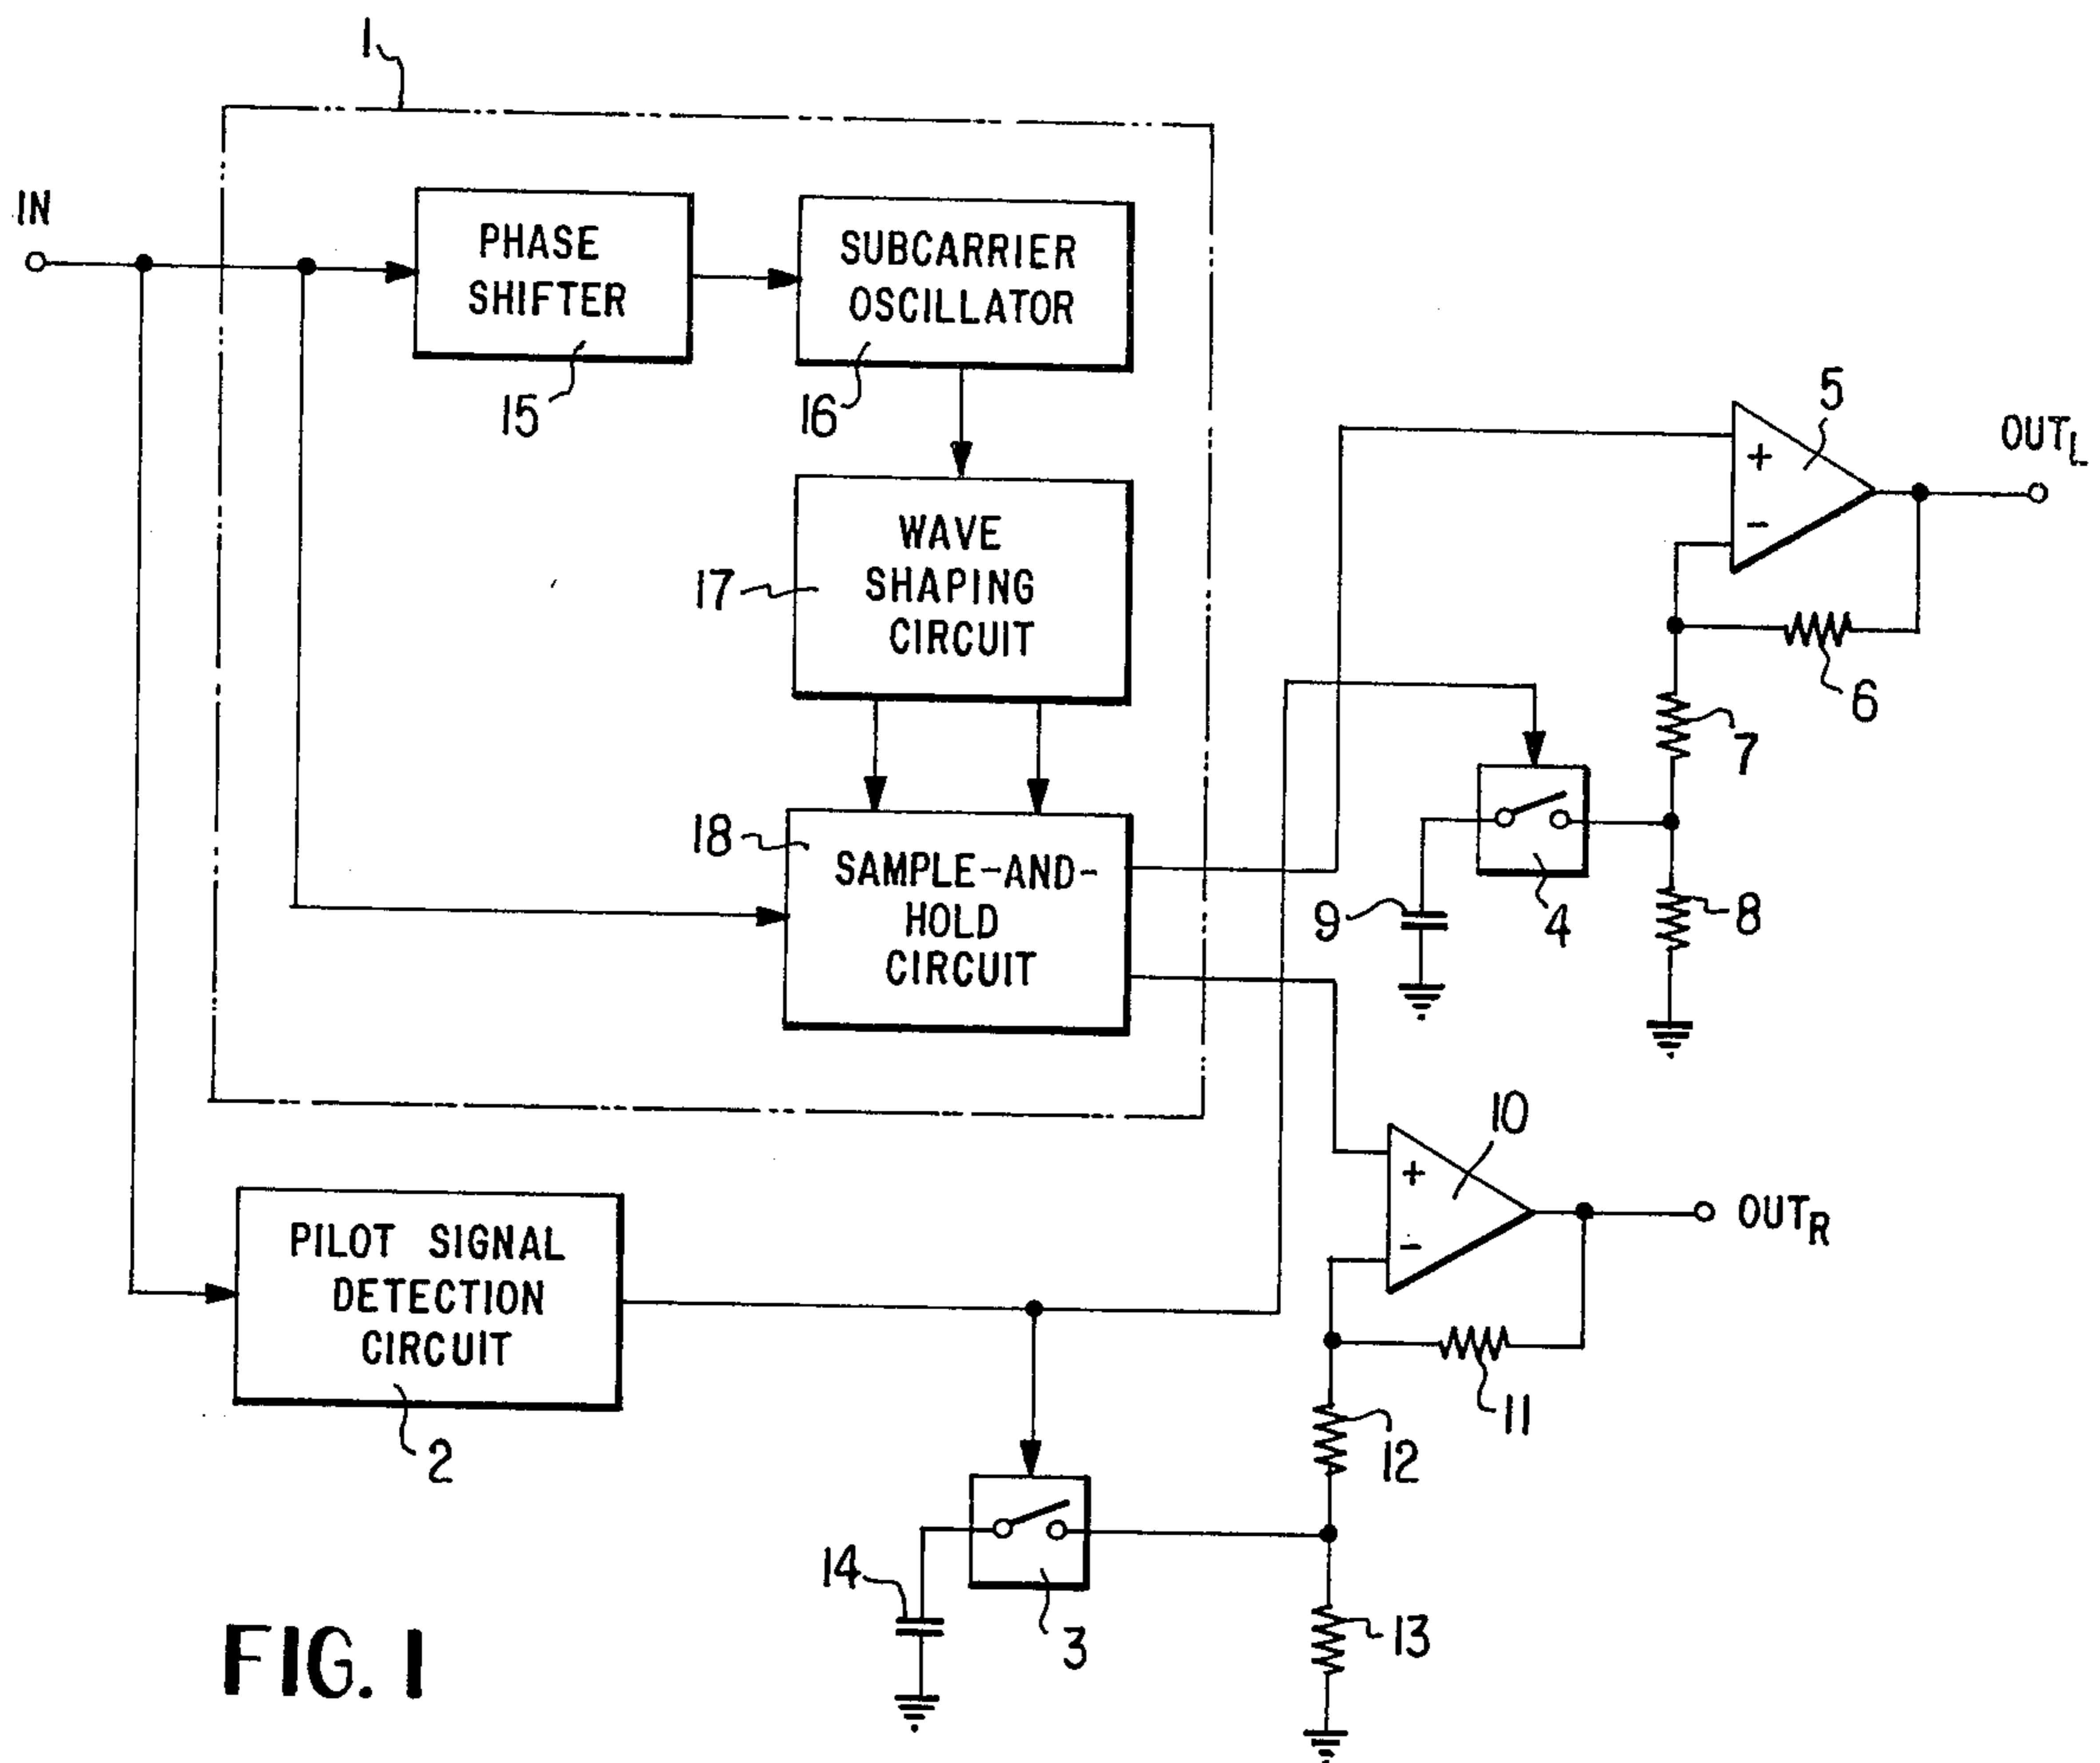 1
IN
PHASE
SHIFTER
15
SUBCARRIER
OSCILLATOR
16
WAVE
SHAPING
CIRCUIT
17
SAMPLE-AND-
HOLD
CIRCUIT
18
+
-
5
OUTL
6
7
8
4
9
10
+
-
OUTR
11
12
13
PILOT SIGNAL
DETECTION
CIRCUIT
2
3
14
FIG. 1